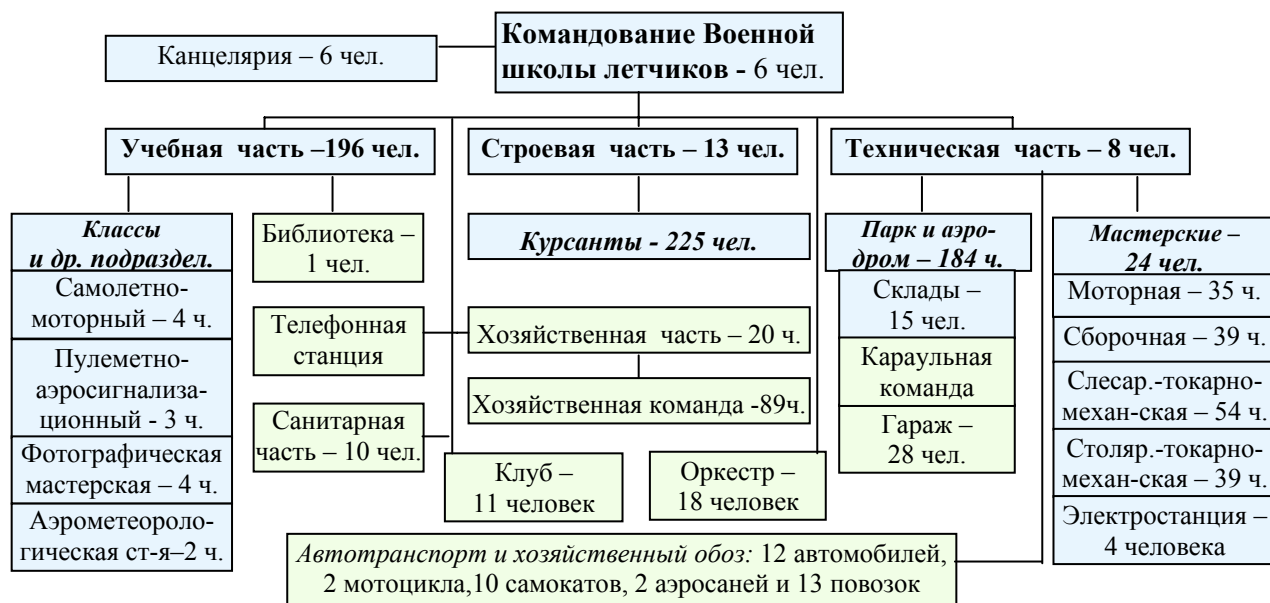 Командование Военной
школы летчиков - 6 чел.
Канцелярия – 6 чел.
Учебная часть –196 чел.
Строевая часть – 13 чел.
Техническая часть – 8 чел.
Классы
и др. подраздел.
Самолетно-
моторный – 4 ч.
Пулеметно-
аэросигнализа-
ционный - 3 ч.
Фотографическая
мастерская – 4 ч.
Аэрометеороло-
гическая ст-я–2 ч.
Библиотека –
1 чел.
Телефонная
станция
Санитарная
часть – 10 чел.
Курсанты - 225 чел.
Хозяйственная часть – 20 ч.
Хозяйственная команда -89ч.
Клуб –
11 человек
Оркестр –
18 человек
Парк и аэро-
дром – 184 ч.
Склады –
15 чел.
Караульная
команда
Гараж –
28 чел.
Мастерские –
24 чел.
Моторная – 35 ч.
Сборочная – 39 ч.
Слесар.-токарно-
механ-ская – 54 ч.
Столяр.-токарно-
механ-ская – 39 ч.
Электростанция –
4 человека
Автотранспорт и хозяйственный обоз: 12 автомобилей,
2 мотоцикла,10 самокатов, 2 аэросаней и 13 повозок